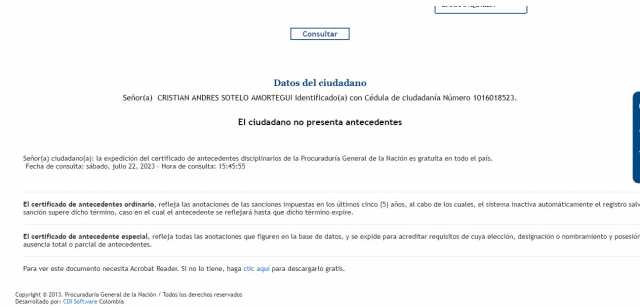 Consultar
Datos del ciudadano
Señor(a) CRISTIAN ANDRES SOTELO AMORTEGUI Identificado(a) con Cédula de ciudadanía Número 1016018523.
El ciudadano no presenta antecedentes
Señor(a) ciudadano(a): la expedición del certificado de antecedentes disciplinarios de la Procuraduría General de la Nación es gratuita en todo el país.
Fecha de consulta: sábado, julio 22, 2023 - Hora de consulta: 15:45:55
El certificado de antecedentes ordinario, refleja las anotaciones de las sanciones impuestas en los últimos cinco (5) años, al cabo de los cuales, el sistema inactiva automáticamente el registro salv
sanción supere dicho término, caso en el cual el antecedente se reflejará hasta que dicho término expire.
El certificado de antecedente especial, refleja todas las anotaciones que figuren en la base de datos, y se expide para acreditar requisitos de cuya elección, designación o nombramiento y posesión
ausencia total o parcial de antecedentes.
Para ver este documento necesita Acrobat Reader. Si no lo tiene, haga clic aquí para descargarlo gratis.
Copyright © 2013. Procuraduría General de la Nación / Todos los derechos reservados
Desarrollado por: CDI Software Colombia